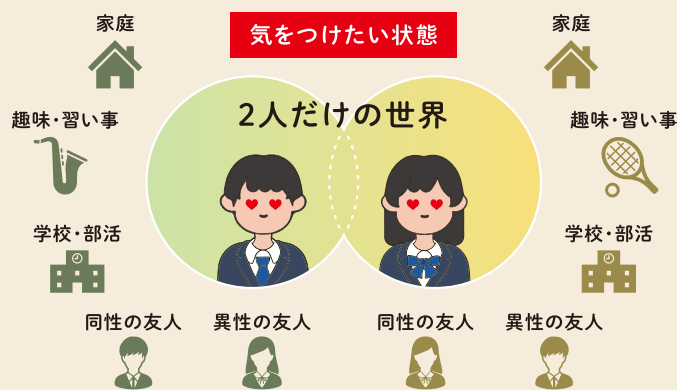 気をつけたい状態
2人だけの世界
家庭
趣味・習い事
学校・部活
同性の友人
異性の友人
家庭
趣味・習い事
学校・部活
同性の友人
異性の友人